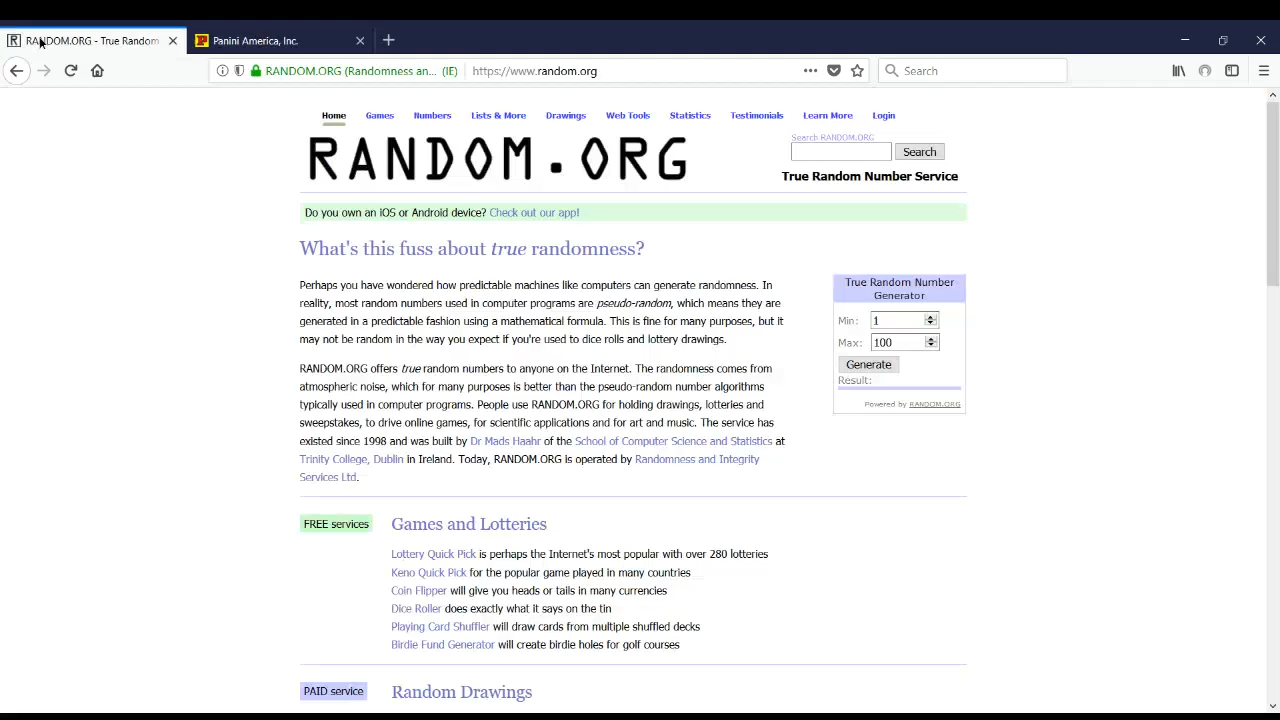 RANDOM.ORG - True Random
Panini America, Inc.
RANDOM.ORG (Randomness an... (IE)
https://www.random.org
Search
Home Games Numbers Lists & More Drawings Web Tools Statistics Testimonials Learn More Login
RANDOM.ORG
Search RANDOM.ORG
Search
True Random Number Service
Do you own an iOS or Android device? Check out our app!
What's this fuss about true randomness?
Perhaps you have wondered how predictable machines like computers can generate randomness. In
reality, most random numbers used in computer programs are pseudo-random, which means they are
generated in a predictable fashion using a mathematical formula. This is fine for many purposes, but it
may not be random in the way you expect if you're used to dice rolls and lottery drawings.
RANDOM.ORG offers true random numbers to anyone on the Internet. The randomness comes from
atmospheric noise, which for many purposes is better than the pseudo-random number algorithms
typically used in computer programs. People use RANDOM.ORG for holding drawings, lotteries and
sweepstakes, to drive online games, for scientific applications and for art and music. The service has
existed since 1998 and was built by Dr Mads Haahr of the School of Computer Science and Statistics at
Trinity College, Dublin in Ireland. Today, RANDOM.ORG is operated by Randomness and Integrity
Services Ltd.
True Random Number
Generator
Min: 1
Max: 100
Generate
Result:
Powered by RANDOM.ORG
FREE services
Games and Lotteries
Lottery Quick Pick is perhaps the Internet's most popular with over 280 lotteries
Keno Quick Pick for the popular game played in many countries
Coin Flipper will give you heads or tails in many currencies
Dice Roller does exactly what it says on the tin
Playing Card Shuffler will draw cards from multiple shuffled decks
Birdie Fund Generator will create birdie holes for golf courses
PAID service
Random Drawings